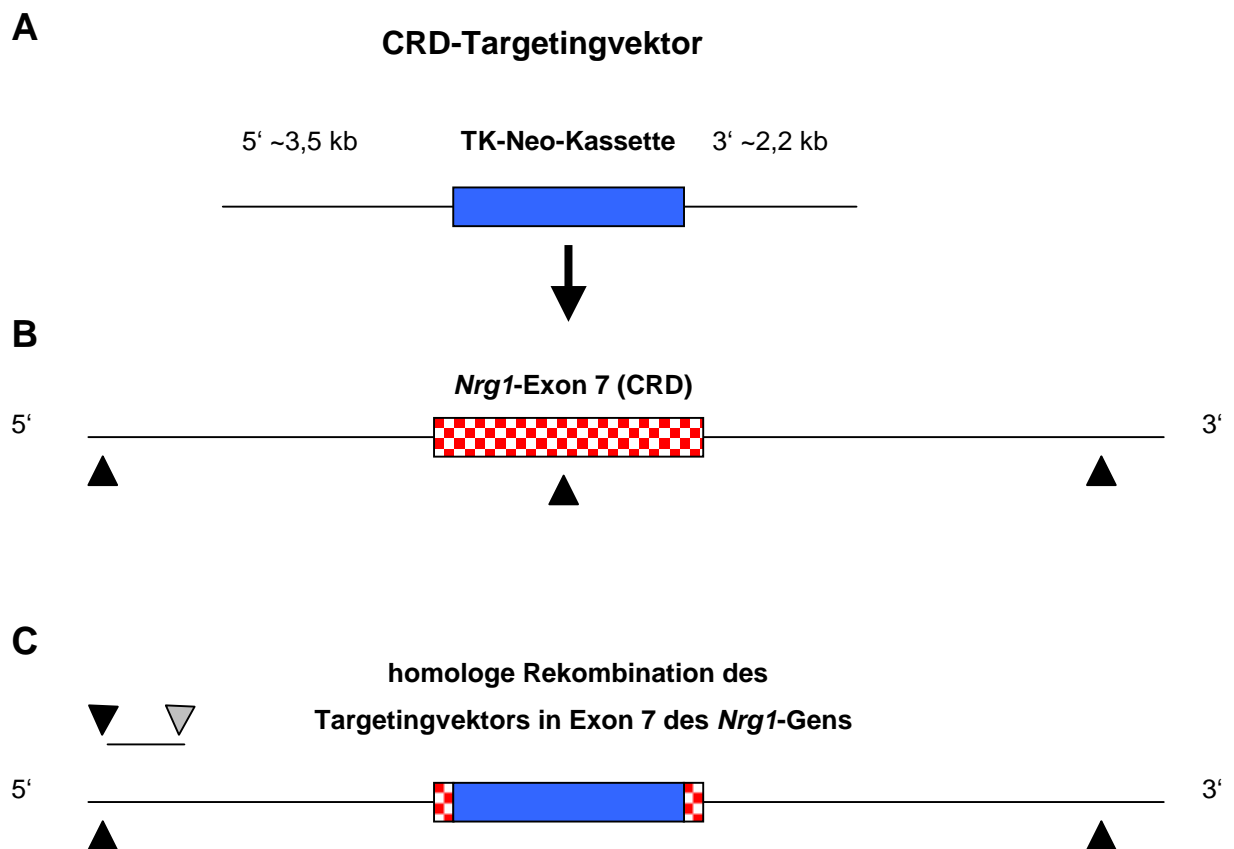 A
CRD-Targetingvektor
5‘ ~3,5 kb
TK-Neo-Kassette
3‘ ~2,2 kb
B
Nrg1-Exon 7 (CRD)
5‘
3‘
C
homologe Rekombination des
Targetingvektors in Exon 7 des Nrg1-Gens
5‘
3‘